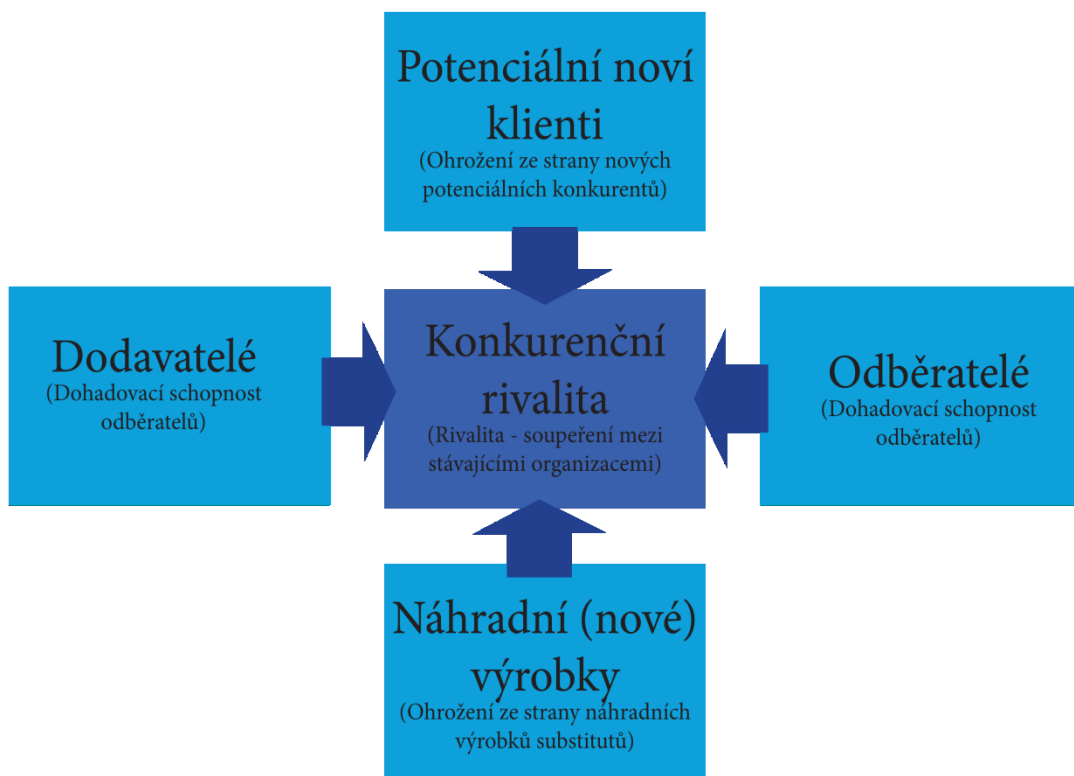 Potenciální noví
klienti
(Ohrožení ze strany nových
potenciálních konkurentů)
Dodavatelé
(Dohadovací schopnost
odběratelů)
Konkurenční
rivalita
(Rivalita - soupeření mezi
stávajícími organizacemi)
Odběratelé
(Dohadovací schopnost
odběratelů)
Náhradní (nové)
výrobky
(Ohrožení ze strany náhradních
výrobků substitutů)